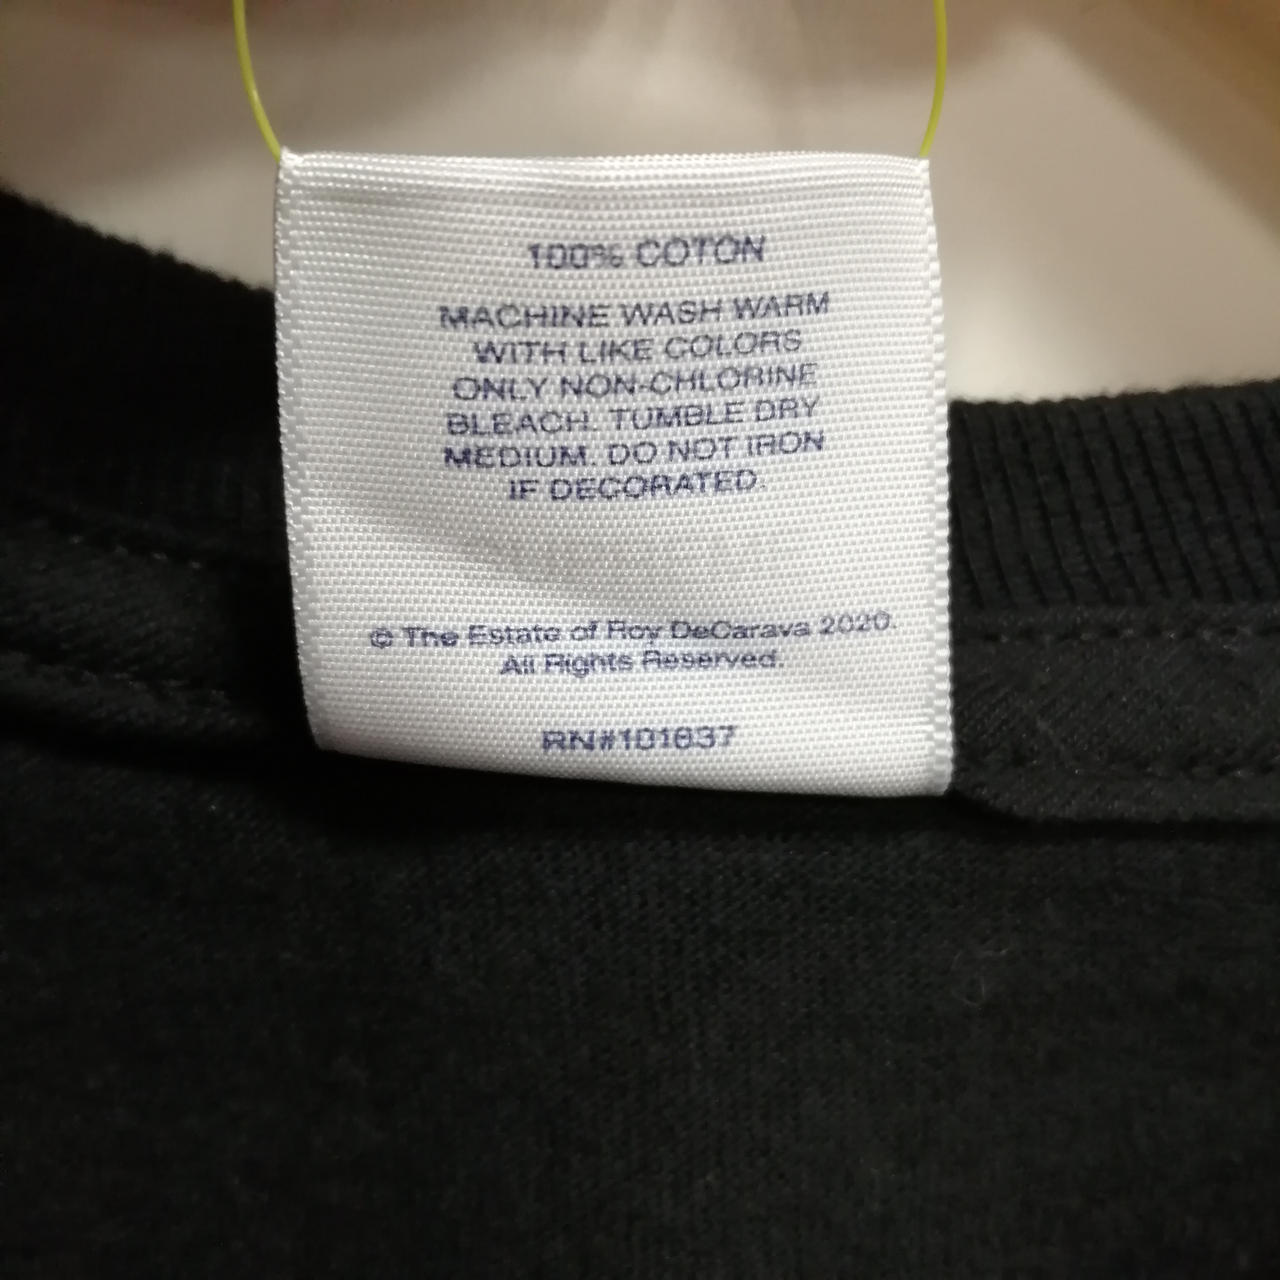 100% COTON
MACHINE WASH WARM
WITH LIKE COLORS
ONLY NON-CHLORINE
BLEACH. TUMBLE DRY
MEDIUM. DO NOT IRON
IF DECORATED.
© The Estate of Roy DeCarava 2020.
All Rights Reserved.
RN#101837